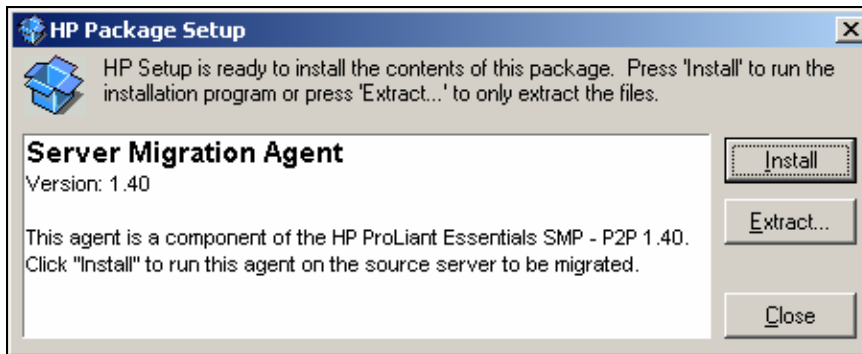 HP Package Setup
HP Setup is ready to install the contents of this package. Press 'Install' to run the
installation program or press 'Extract...' to only extract the files.
Server Migration Agent
Version: 1.40
This agent is a component of the HP ProLiant Essentials SMP - P2P 1.40.
Click "Install" to run this agent on the source server to be migrated.
Install
Extract...
Close